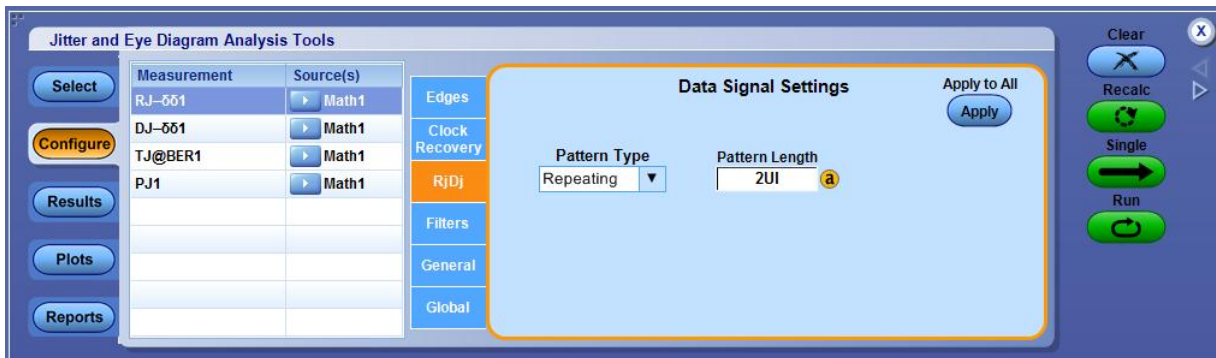 Jitter and Eye Diagram Analysis Tools
Select
Configure
Results
Plots
Reports
Measurement Source(s)
RJ–δδ1 Math1
DJ–δδ1 Math1
TJ@BER1 Math1
PJ1 Math1
Edges
Clock
Recovery
RjDj
Filters
General
Global
Data Signal Settings
Apply to All
Apply
Pattern Type
Repeating
Pattern Length
2UI
a
Clear
X
Recalc
Single
Run